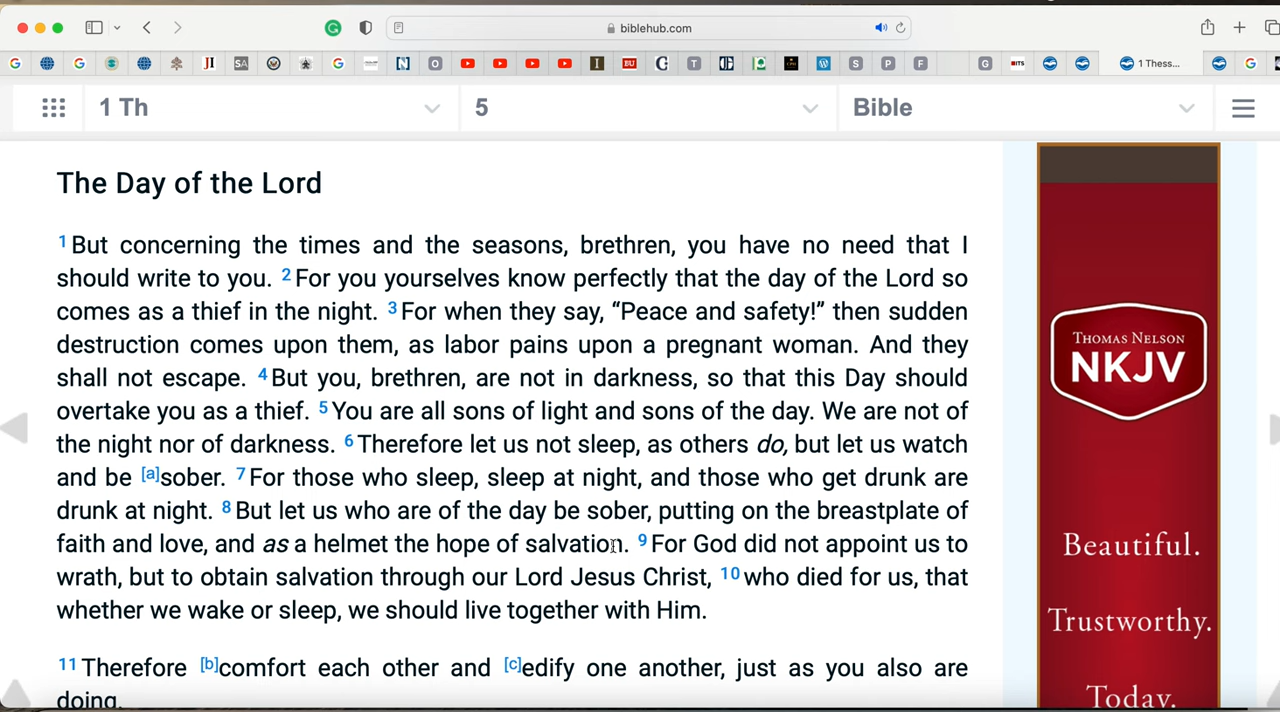 biblehub.com
1 Thess...
1 Th 5 Bible
The Day of the Lord
1 But concerning the times and the seasons, brethren, you have no need that I
should write to you. 2 For you yourselves know perfectly that the day of the Lord so
comes as a thief in the night. 3 For when they say, “Peace and safety!” then sudden
destruction comes upon them, as labor pains upon a pregnant woman. And they
shall not escape. 4 But you, brethren, are not in darkness, so that this Day should
overtake you as a thief. 5 You are all sons of light and sons of the day. We are not of
the night nor of darkness. 6 Therefore let us not sleep, as others do, but let us watch
and be [a]sober. 7 For those who sleep, sleep at night, and those who get drunk are
drunk at night. 8 But let us who are of the day be sober, putting on the breastplate of
faith and love, and as a helmet the hope of salvation. 9 For God did not appoint us to
wrath, but to obtain salvation through our Lord Jesus Christ, 10 who died for us, that
whether we wake or sleep, we should live together with Him.
11 Therefore [b]comfort each other and [c]edify one another, just as you also are
doing.
THOMAS NELSON
NKJV
Beautiful.
Trustworthy.
Today.